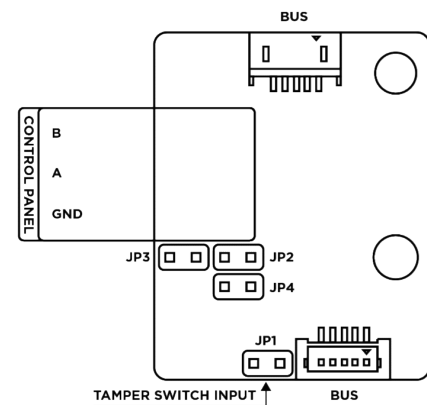 BUS
CONTROL PANEL
B
A
GND
JP3
JP2
JP4
JP1
TAMPER SWITCH INPUT
BUS